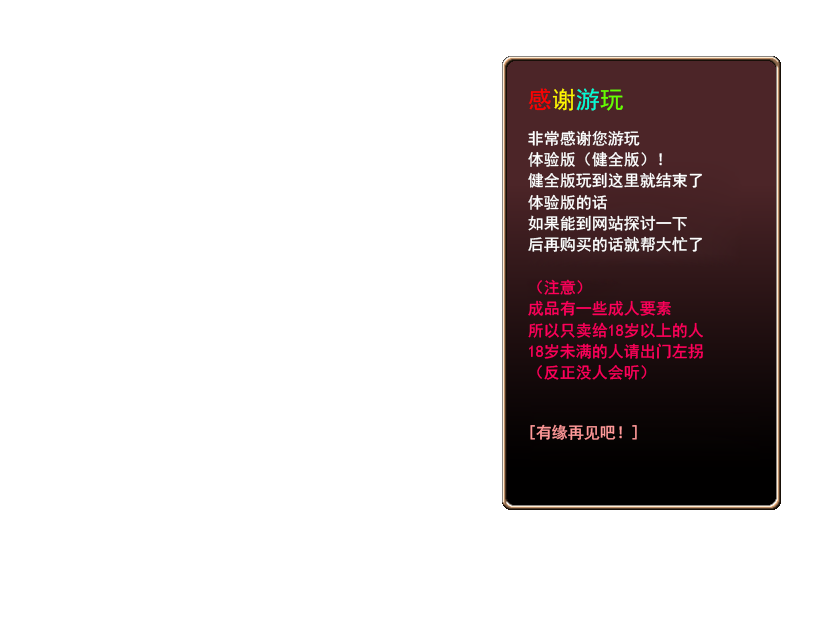 感谢游玩
非常感谢您游玩
体验版（健全版）！
健全版玩到这里就结束了
体验版的话
如果能到网站探讨一下
后再购买的话就帮大忙了
（注意）
成品有一些成人要素
所以只卖给18岁以上的人
18岁未满的人请出门左拐
（反正没人会听）
[有缘再见吧！]